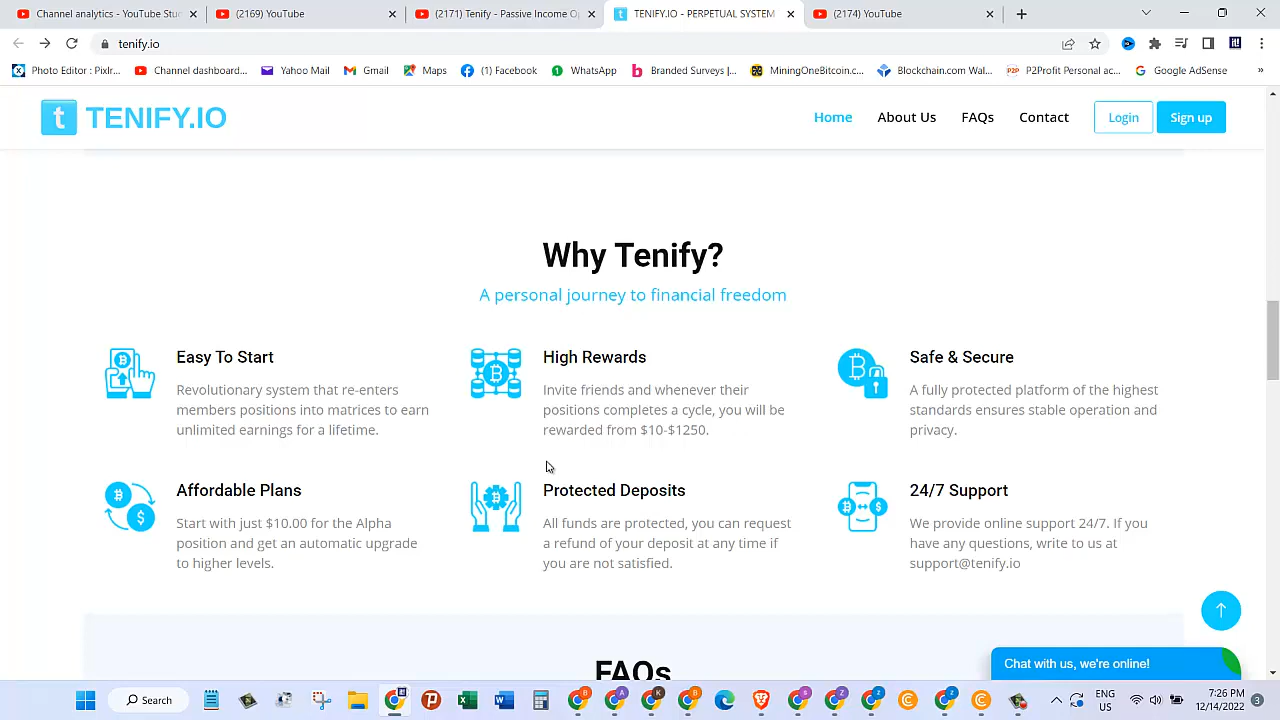 Channel analytics - YouTube Stu
(2169) YouTube
(217) Tenify - Passive Income O
TENIFY.IO - PERPETUAL SYSTEM
(2174) YouTube
tenify.io
Photo Editor : Pixlr...
Channel dashboard...
Yahoo Mail
Gmail
Maps
(1) Facebook
WhatsApp
Branded Surveys |...
MiningOneBitcoin.c...
Blockchain.com Wal...
P2P P2Profit Personal ac...
Google AdSense
»
t TENIFY.IO
Home
About Us
FAQs
Contact
Login
Sign up
Why Tenify?
A personal journey to financial freedom
Easy To Start
Revolutionary system that re-enters
members positions into matrices to earn
unlimited earnings for a lifetime.
High Rewards
Invite friends and whenever their
positions completes a cycle, you will be
rewarded from $10-$1250.
Safe & Secure
A fully protected platform of the highest
standards ensures stable operation and
privacy.
Affordable Plans
Start with just $10.00 for the Alpha
position and get an automatic upgrade
to higher levels.
Protected Deposits
All funds are protected, you can request
a refund of your deposit at any time if
you are not satisfied.
24/7 Support
We provide online support 24/7. If you
have any questions, write to us at
support@tenify.io
FAQs
Chat with us, we're online!
Search
ENG
US
7:26 PM
12/14/2022
3